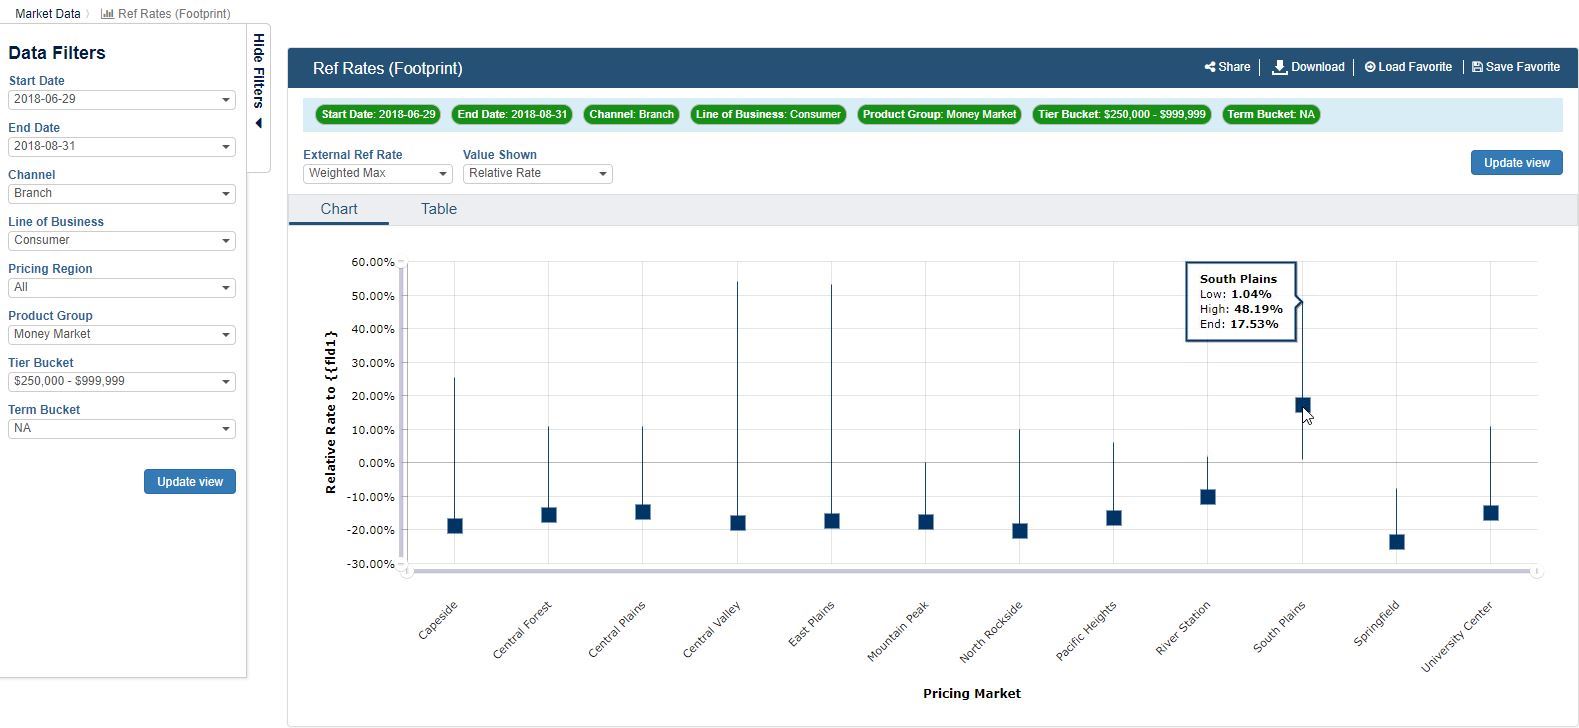 Market Data
Ref Rates (Footprint)
Hide Filters
Data Filters
Start Date
2018-06-29
End Date
2018-08-31
Channel
Branch
Line of Business
Consumer
Pricing Region
All
Product Group
Money Market
Tier Bucket
$250,000 - $999,999
Term Bucket
NA
Update view
Ref Rates (Footprint)
Share
Download
Load Favorite
Save Favorite
Start Date: 2018-06-29
End Date: 2018-08-31
Channel: Branch
Line of Business: Consumer
Product Group: Money Market
Tier Bucket: $250,000 - $999,999
Term Bucket: NA
External Ref Rate
Weighted Max
Value Shown
Relative Rate
Update view
Chart
Table
Relative Rate to {{fld1}
60.00%
50.00%
40.00%
30.00%
20.00%
10.00%
0.00%
-10.00%
-20.00%
-30.00%
South Plains
Low: 1.04%
High: 48.19%
End: 17.53%
Capeside
Central Forest
Central Plains
Central Valley
East Plains
Mountain Peak
North Rockside
Pacific Heights
River Station
South Plains
Springfield
University Center
Pricing Market